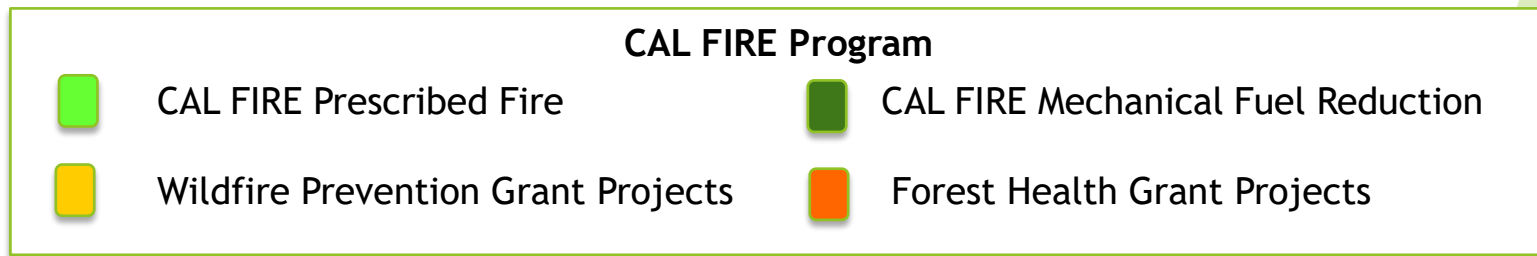 CAL FIRE Program
CAL FIRE Prescribed Fire
CAL FIRE Mechanical Fuel Reduction
Wildfire Prevention Grant Projects
Forest Health Grant Projects